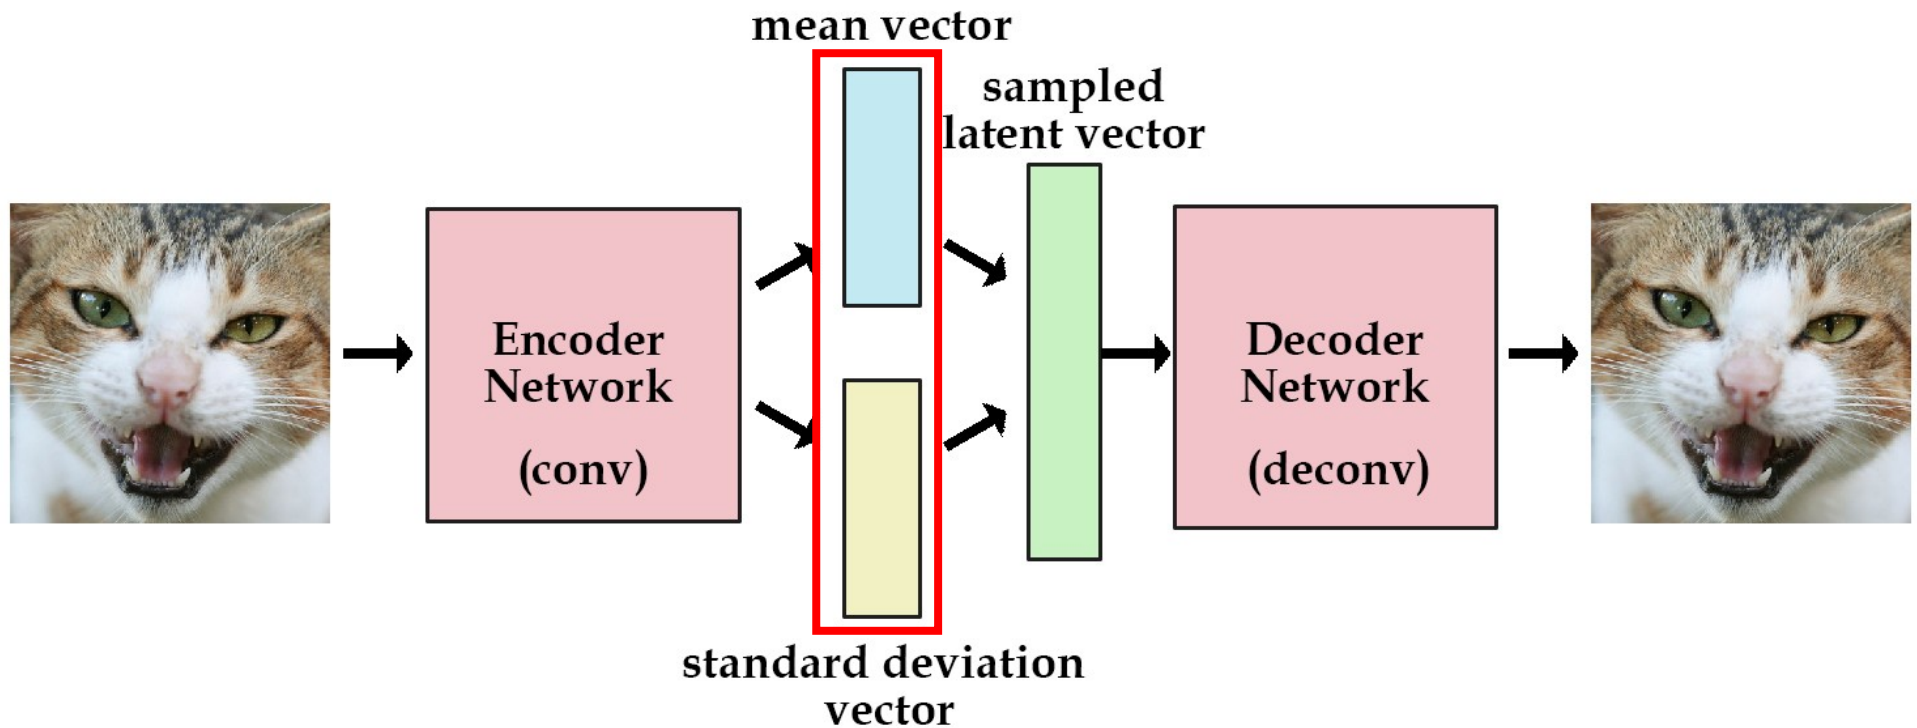 mean vector
sampled
latent vector
Encoder
Network
(conv)
Decoder
Network
(deconv)
standard deviation
vector